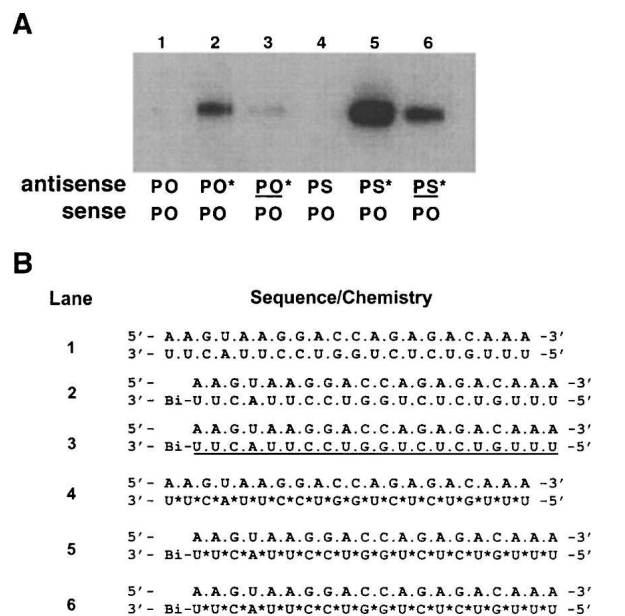 A
1 2 3 4 5 6
antisense PO PO* PO* PS PS* PS*
sense PO PO PO PO PO PO
B
Lane Sequence/Chemistry
5′- A.A.G.U.A.A.G.G.A.C.C.A.G.A.G.A.C.A.A.A -3′
1
3′- U.U.C.A.U.U.C.C.U.G.G.U.C.U.C.U.G.U.U.U -5′
5′- A.A.G.U.A.A.G.G.A.C.C.A.G.A.G.A.C.A.A.A -3′
2
3′- Bi-U.U.C.A.U.U.C.C.U.G.G.U.C.U.C.U.G.U.U.U -5′
5′- A.A.G.U.A.A.G.G.A.C.C.A.G.A.G.A.C.A.A.A -3′
3
3′- Bi-U.U.C.A.U.U.C.C.U.G.G.U.C.U.C.U.G.U.U.U -5′
5′- A.A.G.U.A.A.G.G.A.C.C.A.G.A.G.A.C.A.A.A -3′
4
3′- U*U*C*A*U*U*C*C*U*G*G*U*C*U*C*U*G*U*U*U -5′
5′- A.A.G.U.A.A.G.G.A.C.C.A.G.A.G.A.C.A.A.A -3′
5
3′- Bi-U*U*C*A*U*U*C*C*U*G*G*U*C*U*C*U*G*U*U*U -5′
5′- A.A.G.U.A.A.G.G.A.C.C.A.G.A.G.A.C.A.A.A -3′
6
3′- Bi-U*U*C*A*U*U*C*C*U*G*G*U*C*U*C*U*G*U*U*U -5′